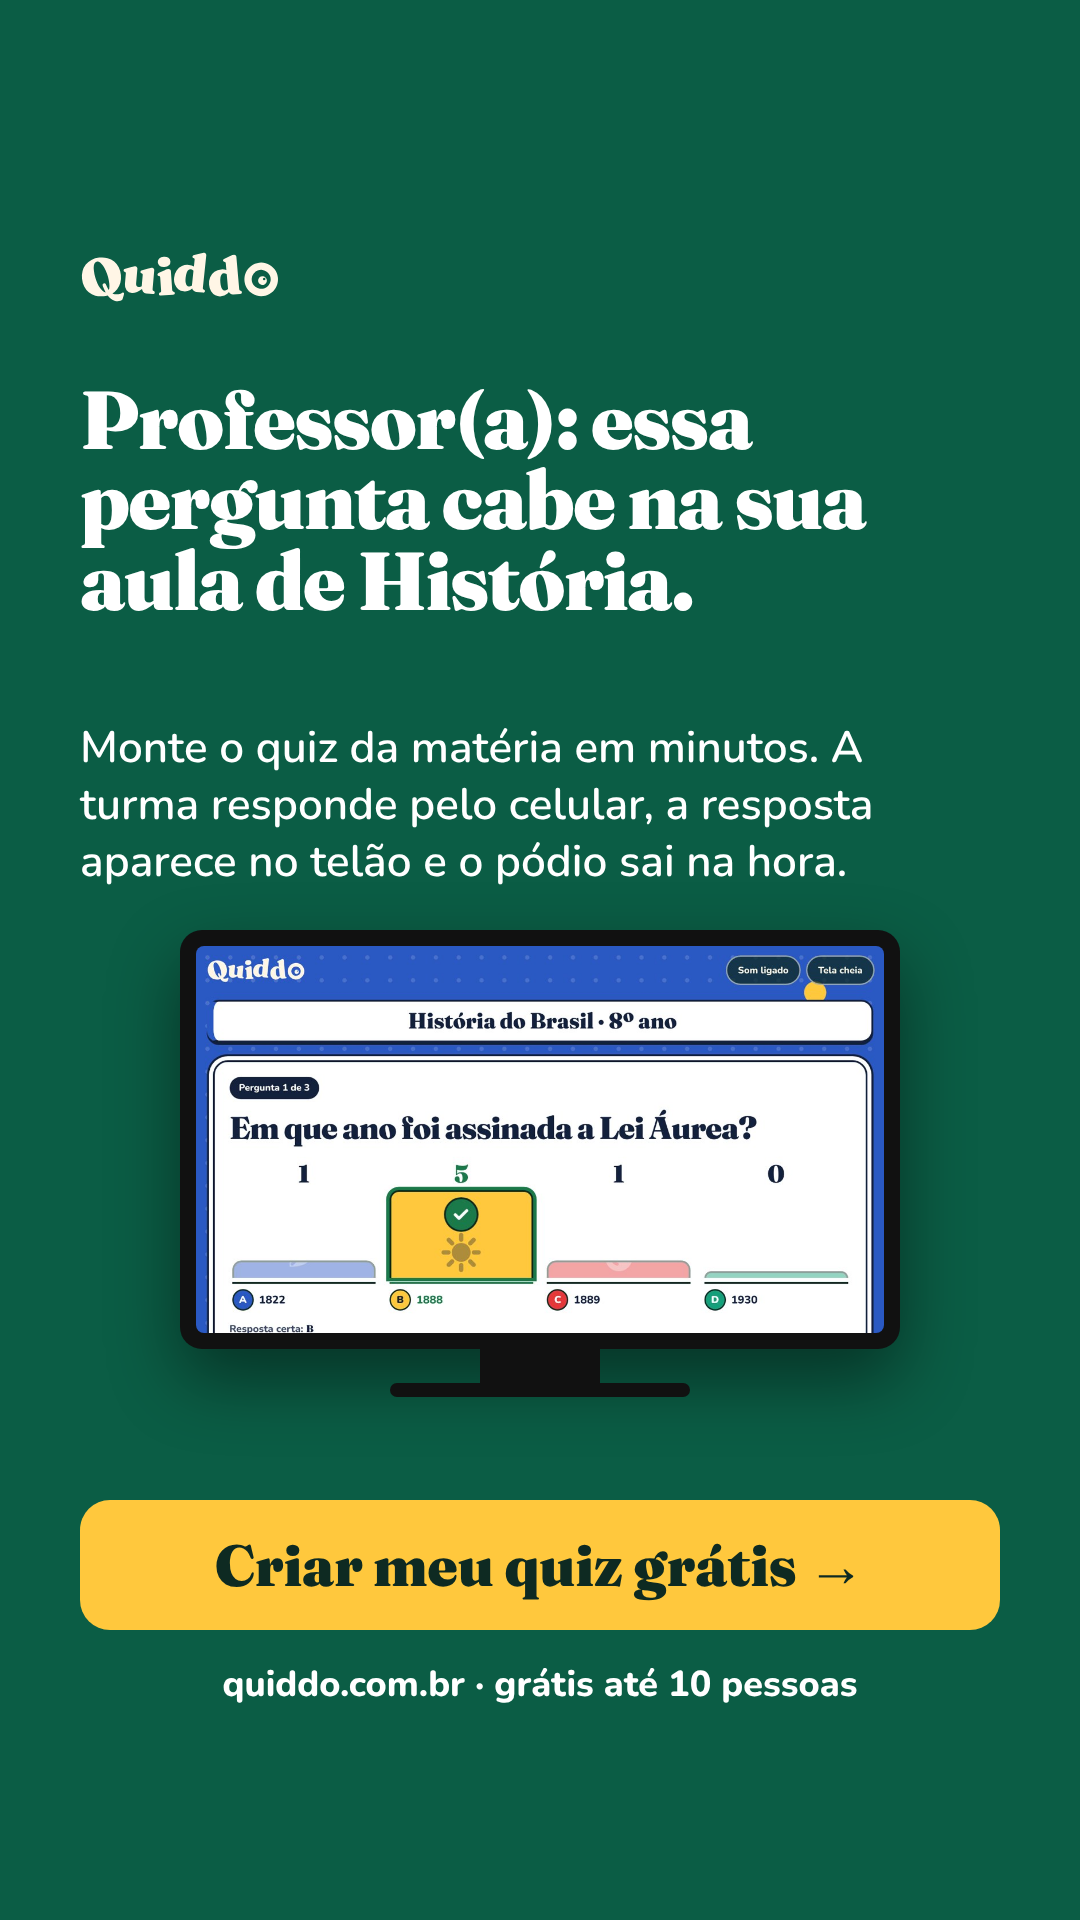 Quiddo
Professor(a): essa
pergunta cabe na sua
aula de História.
Monte o quiz da matéria em minutos. A
turma responde pelo celular, a resposta
aparece no telão e o pódio sai na hora.
Quiddo
Som ligado
Tela cheia
História do Brasil · 8º ano
Pergunta 1 de 3
Em que ano foi assinada a Lei Áurea?
1 5 1 0
A 1822 B 1888 C 1889 D 1930
Resposta certa: B
Criar meu quiz grátis →
quiddo.com.br · grátis até 10 pessoas